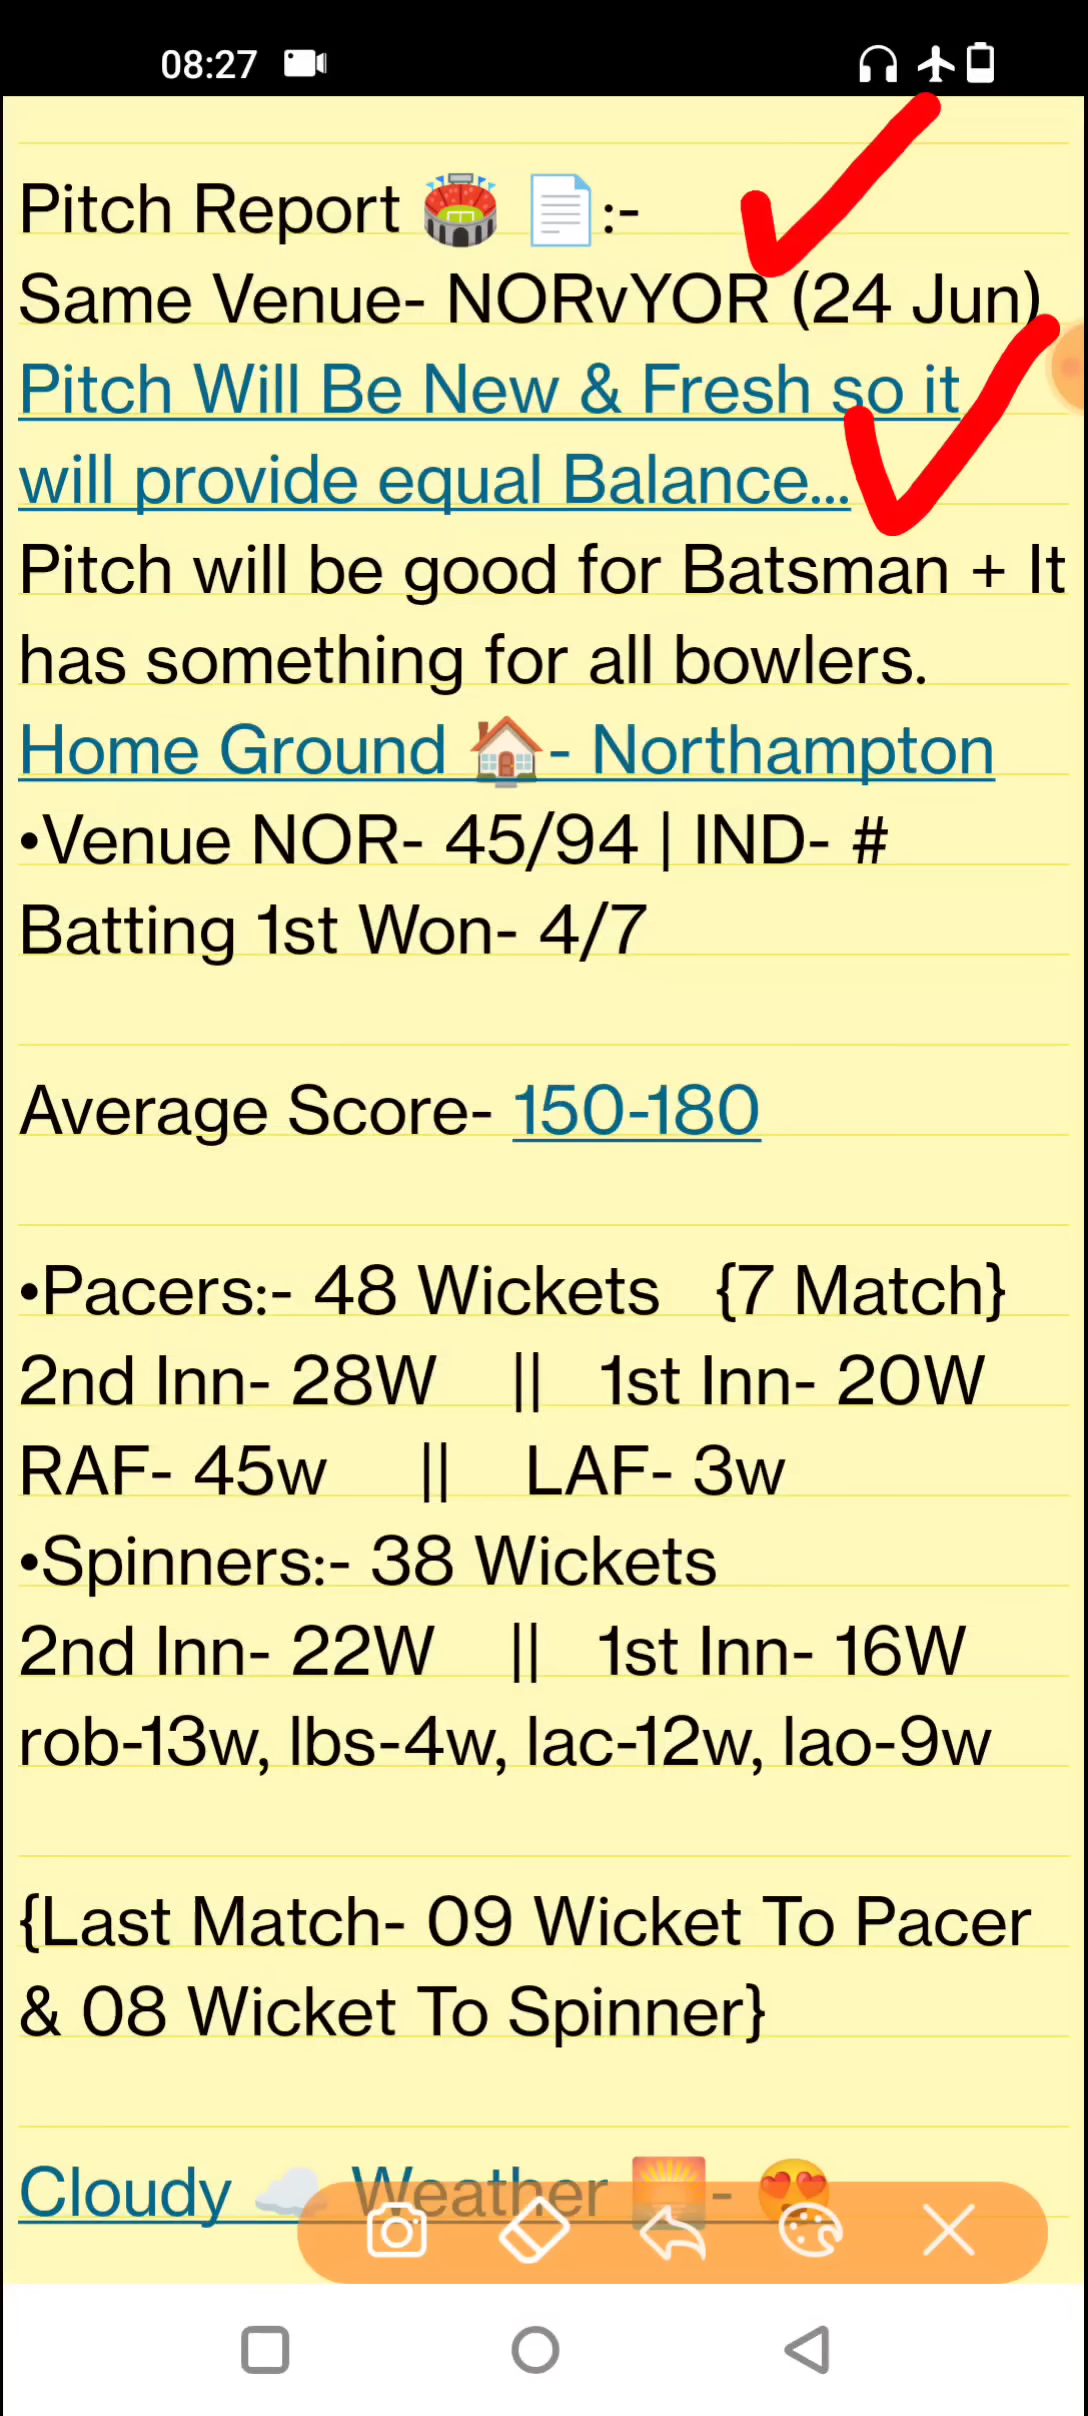 08:27
Pitch Report 🏟️ 📄:-
Same Venue- NORvYOR (24 Jun)
Pitch Will Be New & Fresh so it
will provide equal Balance...
Pitch will be good for Batsman + It
has something for all bowlers.
Home Ground 🏠- Northampton
•Venue NOR- 45/94 | IND- #
Batting 1st Won- 4/7
Average Score- 150-180
•Pacers:- 48 Wickets {7 Match}
2nd Inn- 28W || 1st Inn- 20W
RAF- 45w || LAF- 3w
•Spinners:- 38 Wickets
2nd Inn- 22W || 1st Inn- 16W
rob-13w, lbs-4w, lac-12w, lao-9w
{Last Match- 09 Wicket To Pacer
& 08 Wicket To Spinner}
Cloudy ☁️ Weather 🌅- 😍